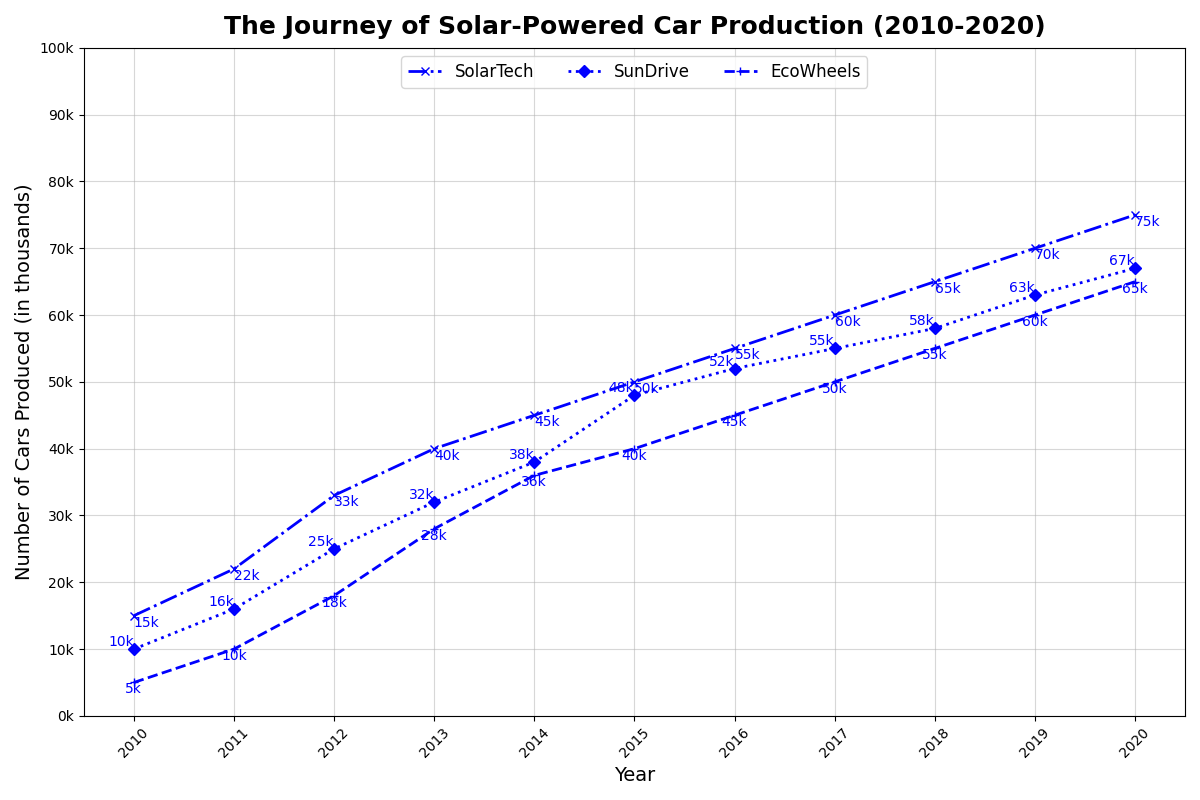 The Journey of Solar-Powered Car Production (2010-2020)
SolarTech SunDrive EcoWheels
Number of Cars Produced (in thousands)
100k
90k
80k
70k
60k
50k
40k
30k
20k
10k
0k
15k 22k 33k 40k 45k 50k 55k 60k 65k 70k 75k
10k 16k 25k 32k 38k 48k 52k 55k 58k 63k 67k
5k 10k 18k 28k 36k 40k 45k 50k 55k 60k 65k
2010 2011 2012 2013 2014 2015 2016 2017 2018 2019 2020
Year